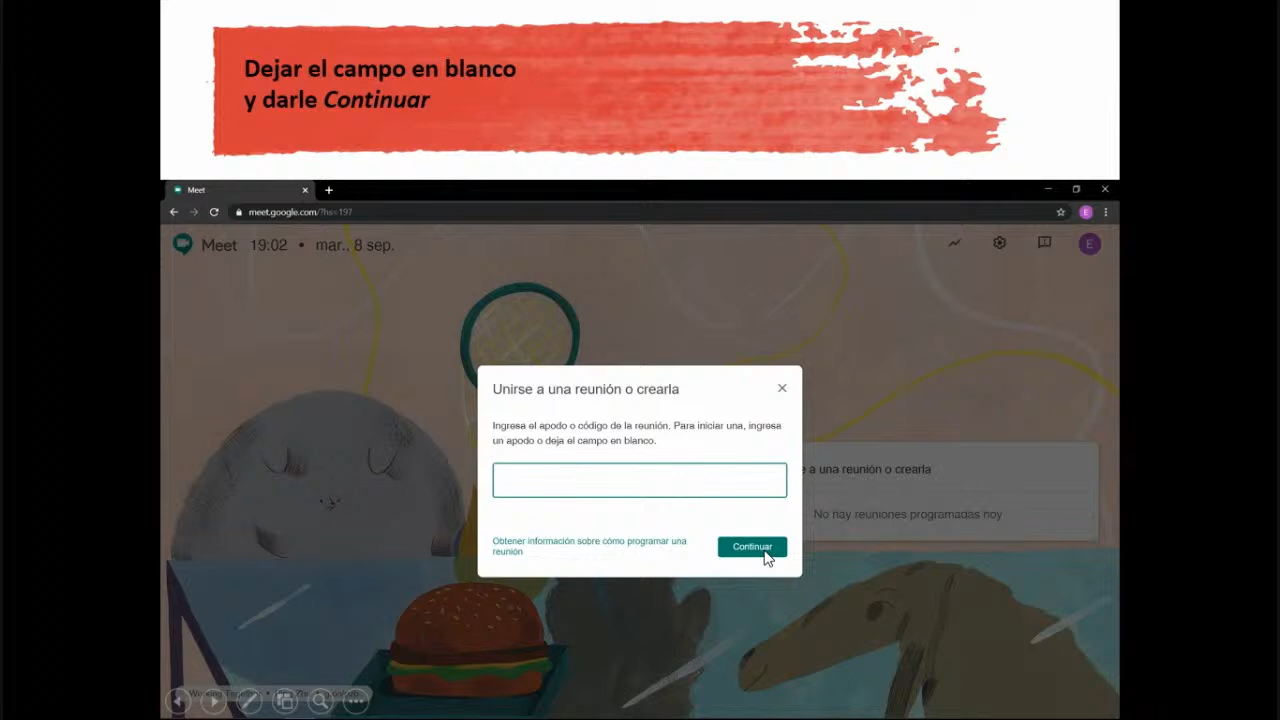 Dejar el campo en blanco
y darle Continuar
Meet
meet.google.com/?hs=197
Meet 19:02 • mar., 8 sep.
E
E
Unirse a una reunión o crearla
Ingresa el apodo o código de la reunión. Para iniciar una, ingresa
un apodo o deja el campo en blanco.
e a una reunión o crearla
No hay reuniones programadas hoy
Obtener información sobre cómo programar una
reunión
Continuar
Working Together •